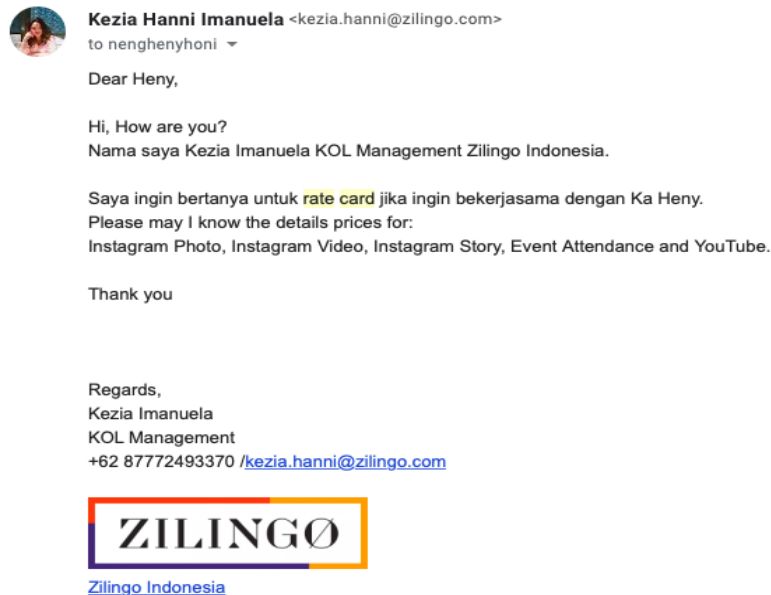 Kezia Hanni Imanuela <kezia.hanni@zilingo.com>
to nenghenyhoni
Dear Heny,
Hi, How are you?
Nama saya Kezia Imanuela KOL Management Zilingo Indonesia.
Saya ingin bertanya untuk rate card jika ingin bekerjasama dengan Ka Heny.
Please may I know the details prices for:
Instagram Photo, Instagram Video, Instagram Story, Event Attendance and YouTube.
Thank you
Regards,
Kezia Imanuela
KOL Management
+62 87772493370 /kezia.hanni@zilingo.com
ZILINGØ
Zilingo Indonesia